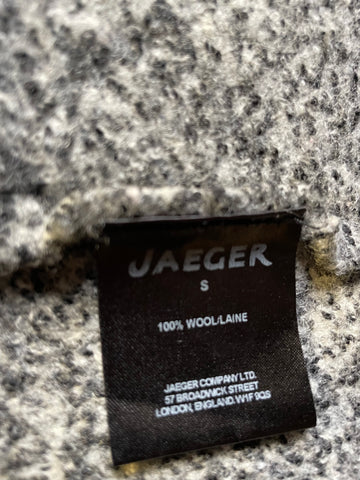 JAEGER
S
100% WOOL/LAINE
JAEGER COMPANY LTD.
57 BROADWICK STREET
LONDON, ENGLAND. W1F 9QS